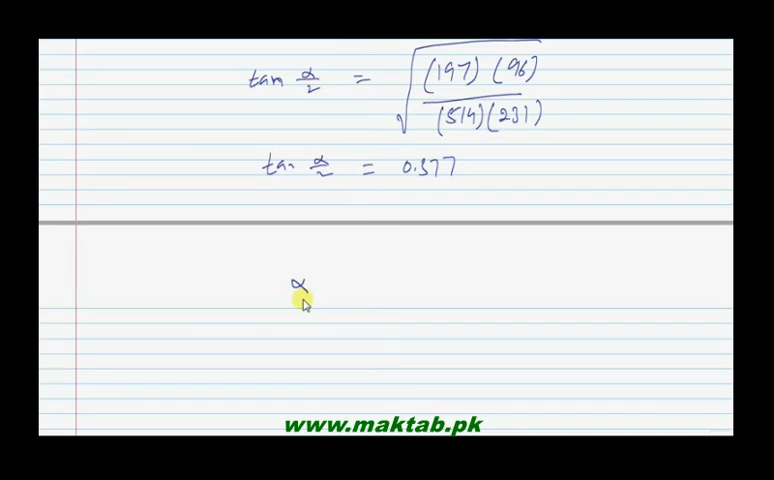 tan α/2 = √((197) (96) / (514)(231))
tan α/2 = 0.377
α
www.maktab.pk